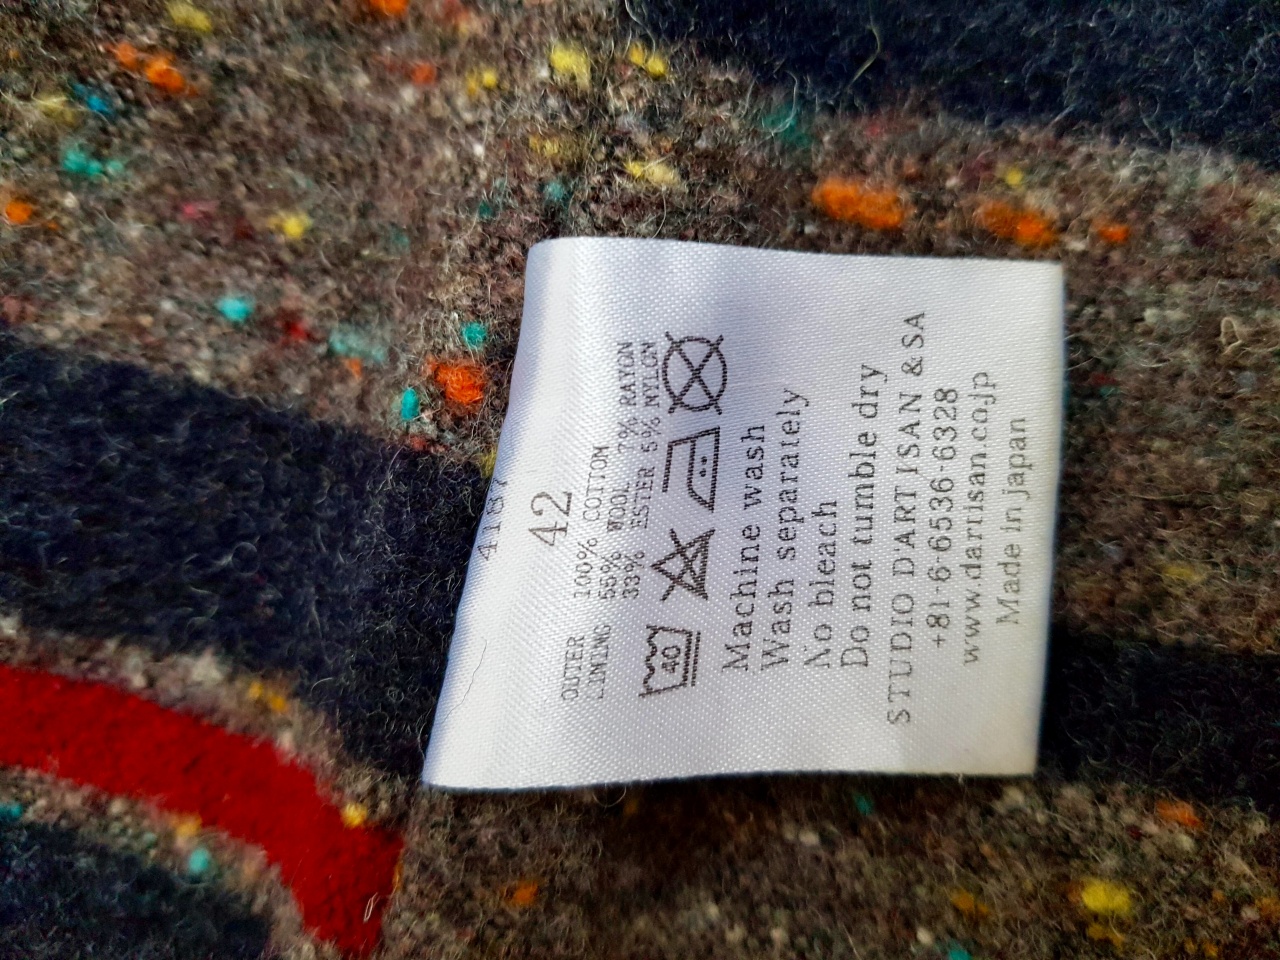 4187
42
OUTER 100% COTTON
LINING 55% WOOL 7% RAYON
33% ESTER 5% NYLON
40
Machine wash
Wash separately
No bleach
Do not tumble dry
STUDIO D'ARTISAN & SA
+81-6-6536-6328
www.dartisan.co.jp
Made in japan